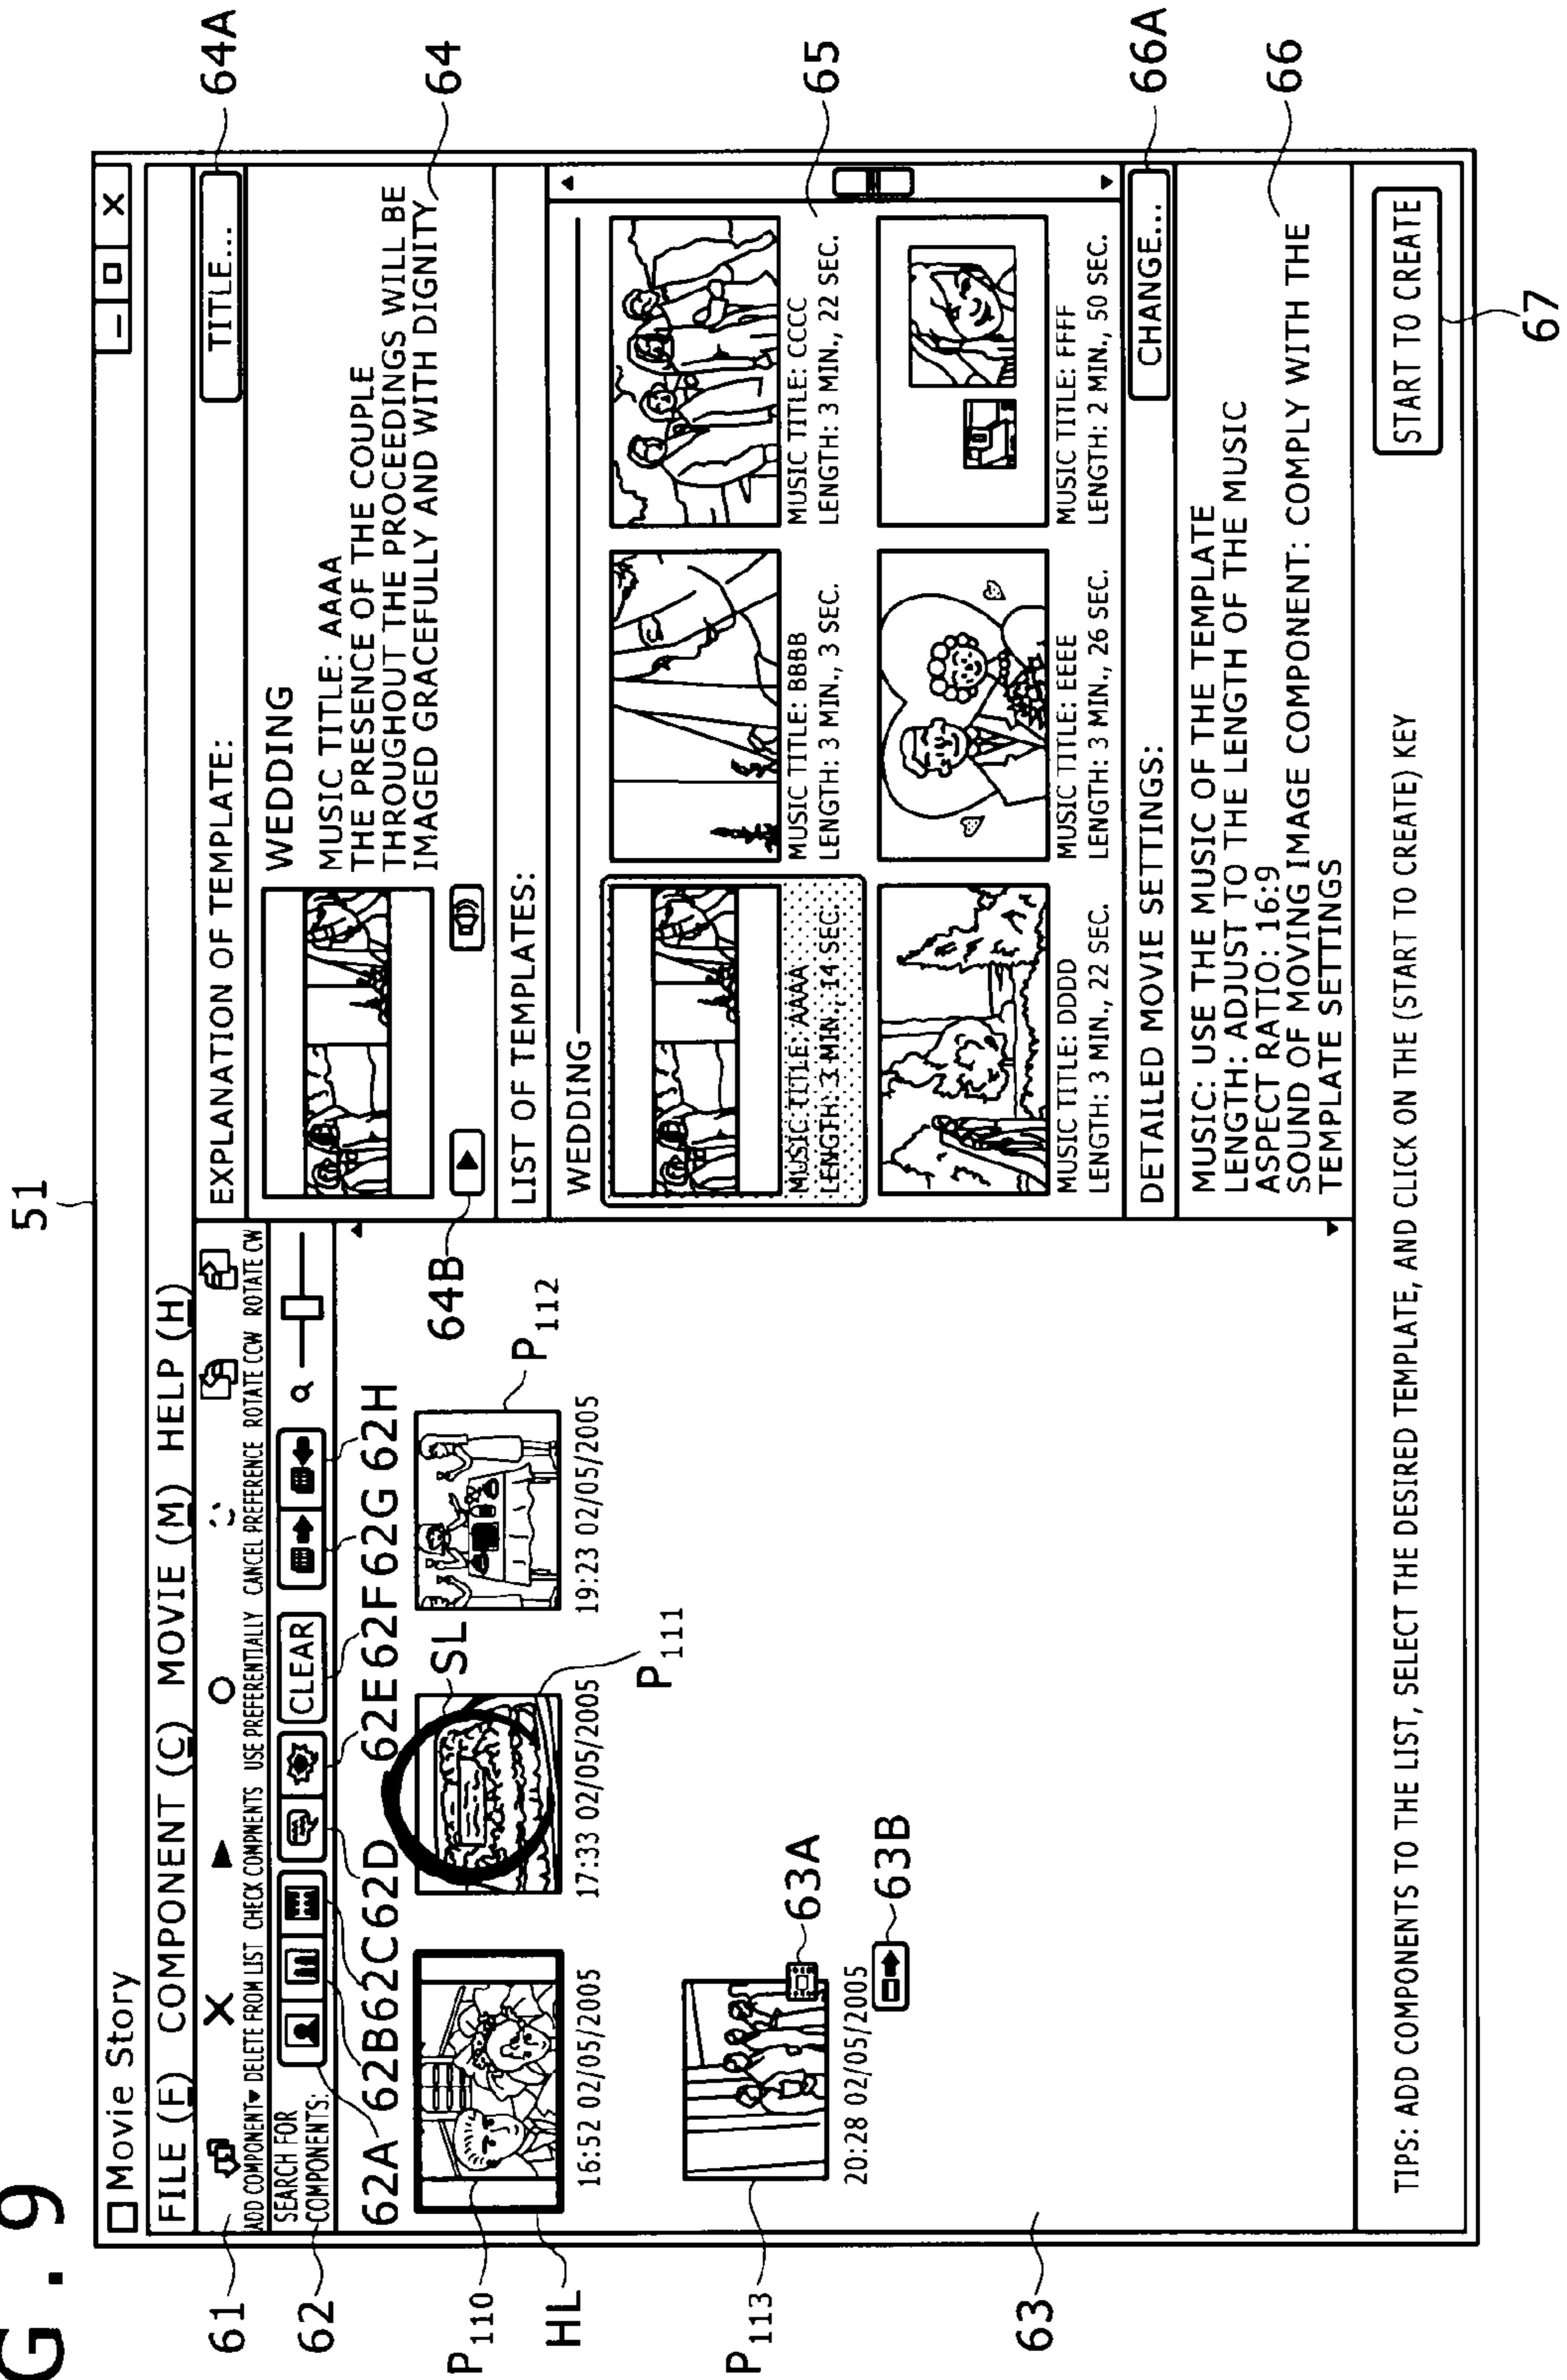 G. 9
51
Movie Story
FILE (F) COMPONENT (C) MOVIE (M) HELP (H)
61
ADD COMPONENT▾ DELETE FROM LIST CHECK COMPNENTS USE PREFERENTIALLY CANCEL PREFERENCE ROTATE CCW ROTATE CW
62
SEARCH FOR
COMPONENTS:
CLEAR
62A 62B 62C 62D 62E 62F 62G 62H
P110
HL
SL
P111
P112
16:52 02/05/2005
17:33 02/05/2005
19:23 02/05/2005
P113
63A
20:28 02/05/2005
63B
63
EXPLANATION OF TEMPLATE:
TITLE...
64A
WEDDING
MUSIC TITLE: AAAA
THE PRESENCE OF THE COUPLE
THROUGHOUT THE PROCEEDINGS WILL BE
IMAGED GRACEFULLY AND WITH DIGNITY
64
64B
LIST OF TEMPLATES:
WEDDING
65
MUSIC TITLE: AAAA
LENGTH: 3 MIN., 14 SEC.
MUSIC TITLE: BBBB
LENGTH: 3 MIN., 3 SEC.
MUSIC TITLE: CCCC
LENGTH: 3 MIN., 22 SEC.
MUSIC TITLE: DDDD
LENGTH: 3 MIN., 22 SEC.
MUSIC TITLE: EEEE
LENGTH: 3 MIN., 26 SEC.
MUSIC TITLE: FFFF
LENGTH: 2 MIN., 50 SEC.
DETAILED MOVIE SETTINGS:
CHANGE...
66A
MUSIC: USE THE MUSIC OF THE TEMPLATE
LENGTH: ADJUST TO THE LENGTH OF THE MUSIC
ASPECT RATIO: 16:9
SOUND OF MOVING IMAGE COMPONENT: COMPLY WITH THE
TEMPLATE SETTINGS
66
TIPS: ADD COMPONENTS TO THE LIST, SELECT THE DESIRED TEMPLATE, AND CLICK ON THE (START TO CREATE) KEY
START TO CREATE
67